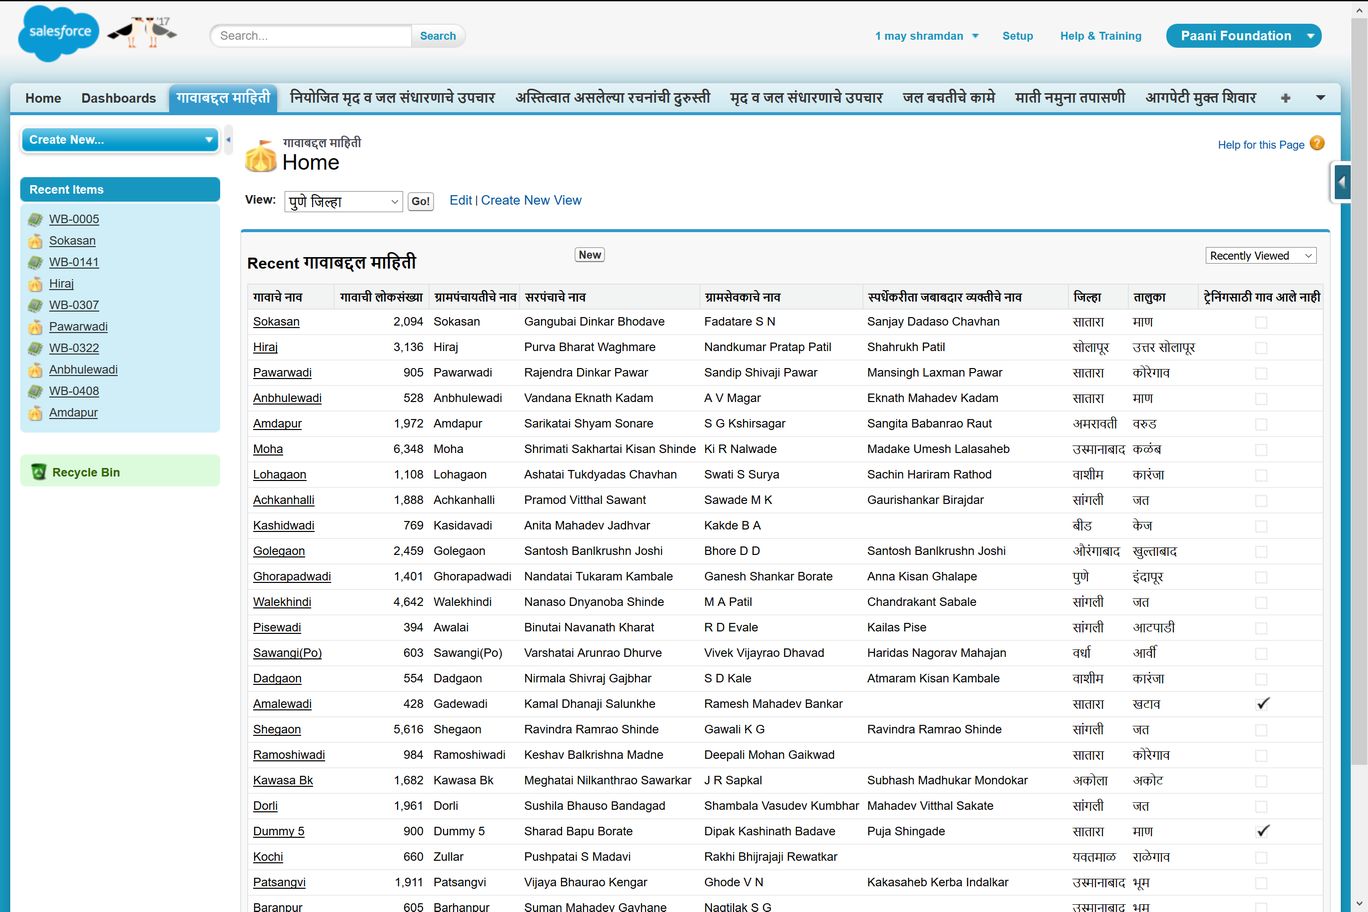 salesforce
'17
Search... Search
1 may shramdan Setup Help & Training Paani Foundation
Home Dashboards गावाबद्दल माहिती नियोजित मृद व जल संधारणाचे उपचार अस्तित्वात असलेल्या रचनांची दुरुस्ती मृद व जल संधारणाचे उपचार जल बचतीचे कामे माती नमुना तपासणी आगपेटी मुक्त शिवार +
Create New...
Recent Items
WB-0005
Sokasan
WB-0141
Hiraj
WB-0307
Pawarwadi
WB-0322
Anbhulewadi
WB-0408
Amdapur
Recycle Bin
गावाबद्दल माहिती
Home
Help for this Page ?
View: पुणे जिल्हा Go! Edit | Create New View
Recent गावाबद्दल माहिती New Recently Viewed
गावाचे नाव गावाची लोकसंख्या ग्रामपंचायतीचे नाव सरपंचाचे नाव ग्रामसेवकाचे नाव स्पर्धेकरीता जबाबदार व्यक्तीचे नाव जिल्हा तालुका ट्रेनिंगसाठी गाव आले नाही
Sokasan 2,094 Sokasan Gangubai Dinkar Bhodave Fadatare S N Sanjay Dadaso Chavhan सातारा माण
Hiraj 3,136 Hiraj Purva Bharat Waghmare Nandkumar Pratap Patil Shahrukh Patil सोलापूर उत्तर सोलापूर
Pawarwadi 905 Pawarwadi Rajendra Dinkar Pawar Sandip Shivaji Pawar Mansingh Laxman Pawar सातारा कोरेगाव
Anbhulewadi 528 Anbhulewadi Vandana Eknath Kadam A V Magar Eknath Mahadev Kadam सातारा माण
Amdapur 1,972 Amdapur Sarikatai Shyam Sonare S G Kshirsagar Sangita Babanrao Raut अमरावती वरुड
Moha 6,348 Moha Shrimati Sakhartai Kisan Shinde Ki R Nalwade Madake Umesh Lalasaheb उस्मानाबाद कळंब
Lohagaon 1,108 Lohagaon Ashatai Tukdyadas Chavhan Swati S Surya Sachin Hariram Rathod वाशीम कारंजा
Achkanhalli 1,888 Achkanhalli Pramod Vitthal Sawant Sawade M K Gaurishankar Birajdar सांगली जत
Kashidwadi 769 Kasidavadi Anita Mahadev Jadhvar Kakde B A बीड केज
Golegaon 2,459 Golegaon Santosh Banlkrushn Joshi Bhore D D Santosh Banlkrushn Joshi औरंगाबाद खुल्ताबाद
Ghorapadwadi 1,401 Ghorapadwadi Nandatai Tukaram Kambale Ganesh Shankar Borate Anna Kisan Ghalape पुणे इंदापूर
Walekhindi 4,642 Walekhindi Nanaso Dnyanoba Shinde M A Patil Chandrakant Sabale सांगली जत
Pisewadi 394 Awalai Binutai Navanath Kharat R D Evale Kailas Pise सांगली आटपाडी
Sawangi(Po) 603 Sawangi(Po) Varshatai Arunrao Dhurve Vivek Vijayrao Dhavad Haridas Nagorav Mahajan वर्धा आर्वी
Dadgaon 554 Dadgaon Nirmala Shivraj Gajbhar S D Kale Atmaram Kisan Kambale वाशीम कारंजा
Amalewadi 428 Gadewadi Kamal Dhanaji Salunkhe Ramesh Mahadev Bankar सातारा खटाव ✓
Shegaon 5,616 Shegaon Ravindra Ramrao Shinde Gawali K G Ravindra Ramrao Shinde सांगली जत
Ramoshiwadi 984 Ramoshiwadi Keshav Balkrishna Madne Deepali Mohan Gaikwad सातारा कोरेगाव
Kawasa Bk 1,682 Kawasa Bk Meghatai Nilkanthrao Sawarkar J R Sapkal Subhash Madhukar Mondokar अकोला अकोट
Dorli 1,961 Dorli Sushila Bhauso Bandagad Shambala Vasudev Kumbhar Mahadev Vitthal Sakate सांगली जत
Dummy 5 900 Dummy 5 Sharad Bapu Borate Dipak Kashinath Badave Puja Shingade सातारा माण ✓
Kochi 660 Zullar Pushpatai S Madavi Rakhi Bhijrajaji Rewatkar यवतमाळ राळेगाव
Patsangvi 1,911 Patsangvi Vijaya Bhaurao Kengar Ghode V N Kakasaheb Kerba Indalkar उस्मानाबाद भूम
Baranpur 605 Barhanpur Suman Mahadev Gavhane Nagtilak S G उस्मानाबाद भूम